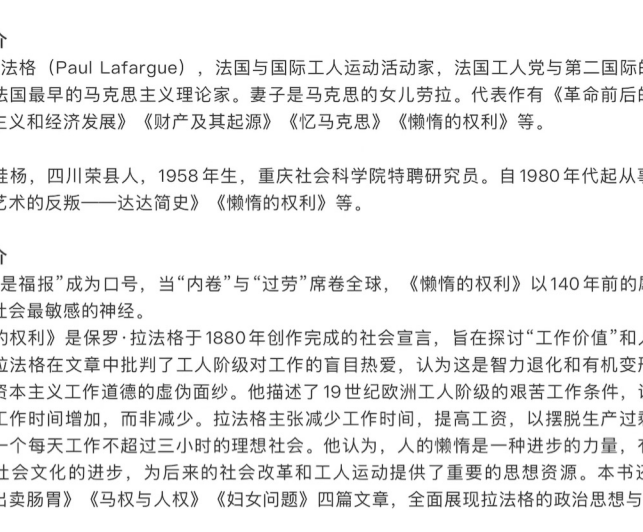 介
法格（Paul Lafargue），法国与国际工人运动活动家，法国工人党与第二国际的
法国最早的马克思主义理论家。妻子是马克思的女儿劳拉。代表作有《革命前后的
主义和经济发展》《财产及其起源》《忆马克思》《懒惰的权利》等。
桂杨，四川荣县人，1958年生，重庆社会科学院特聘研究员。自1980年代起从事
艺术的反叛——达达简史》《懒惰的权利》等。
介
是福报”成为口号，当“内卷”与“过劳”席卷全球，《懒惰的权利》以140年前的
社会最敏感的神经。
的权利》是保罗·拉法格于1880年创作完成的社会宣言，旨在探讨“工作价值”和人
拉法格在文章中批判了工人阶级对工作的盲目热爱，认为这是智力退化和有机变形
资本主义工作道德的虚伪面纱。他描述了19世纪欧洲工人阶级的艰苦工作条件，
工作时间增加，而非减少。拉法格主张减少工作时间，提高工资，以摆脱生产过剩
一个每天工作不超过三小时的理想社会。他认为，人的懒惰是一种进步的力量，有
社会文化的进步，为后来的社会改革和工人运动提供了重要的思想资源。本书还
出卖肠胃》《马权与人权》《妇女问题》四篇文章，全面展现拉法格的政治思想与